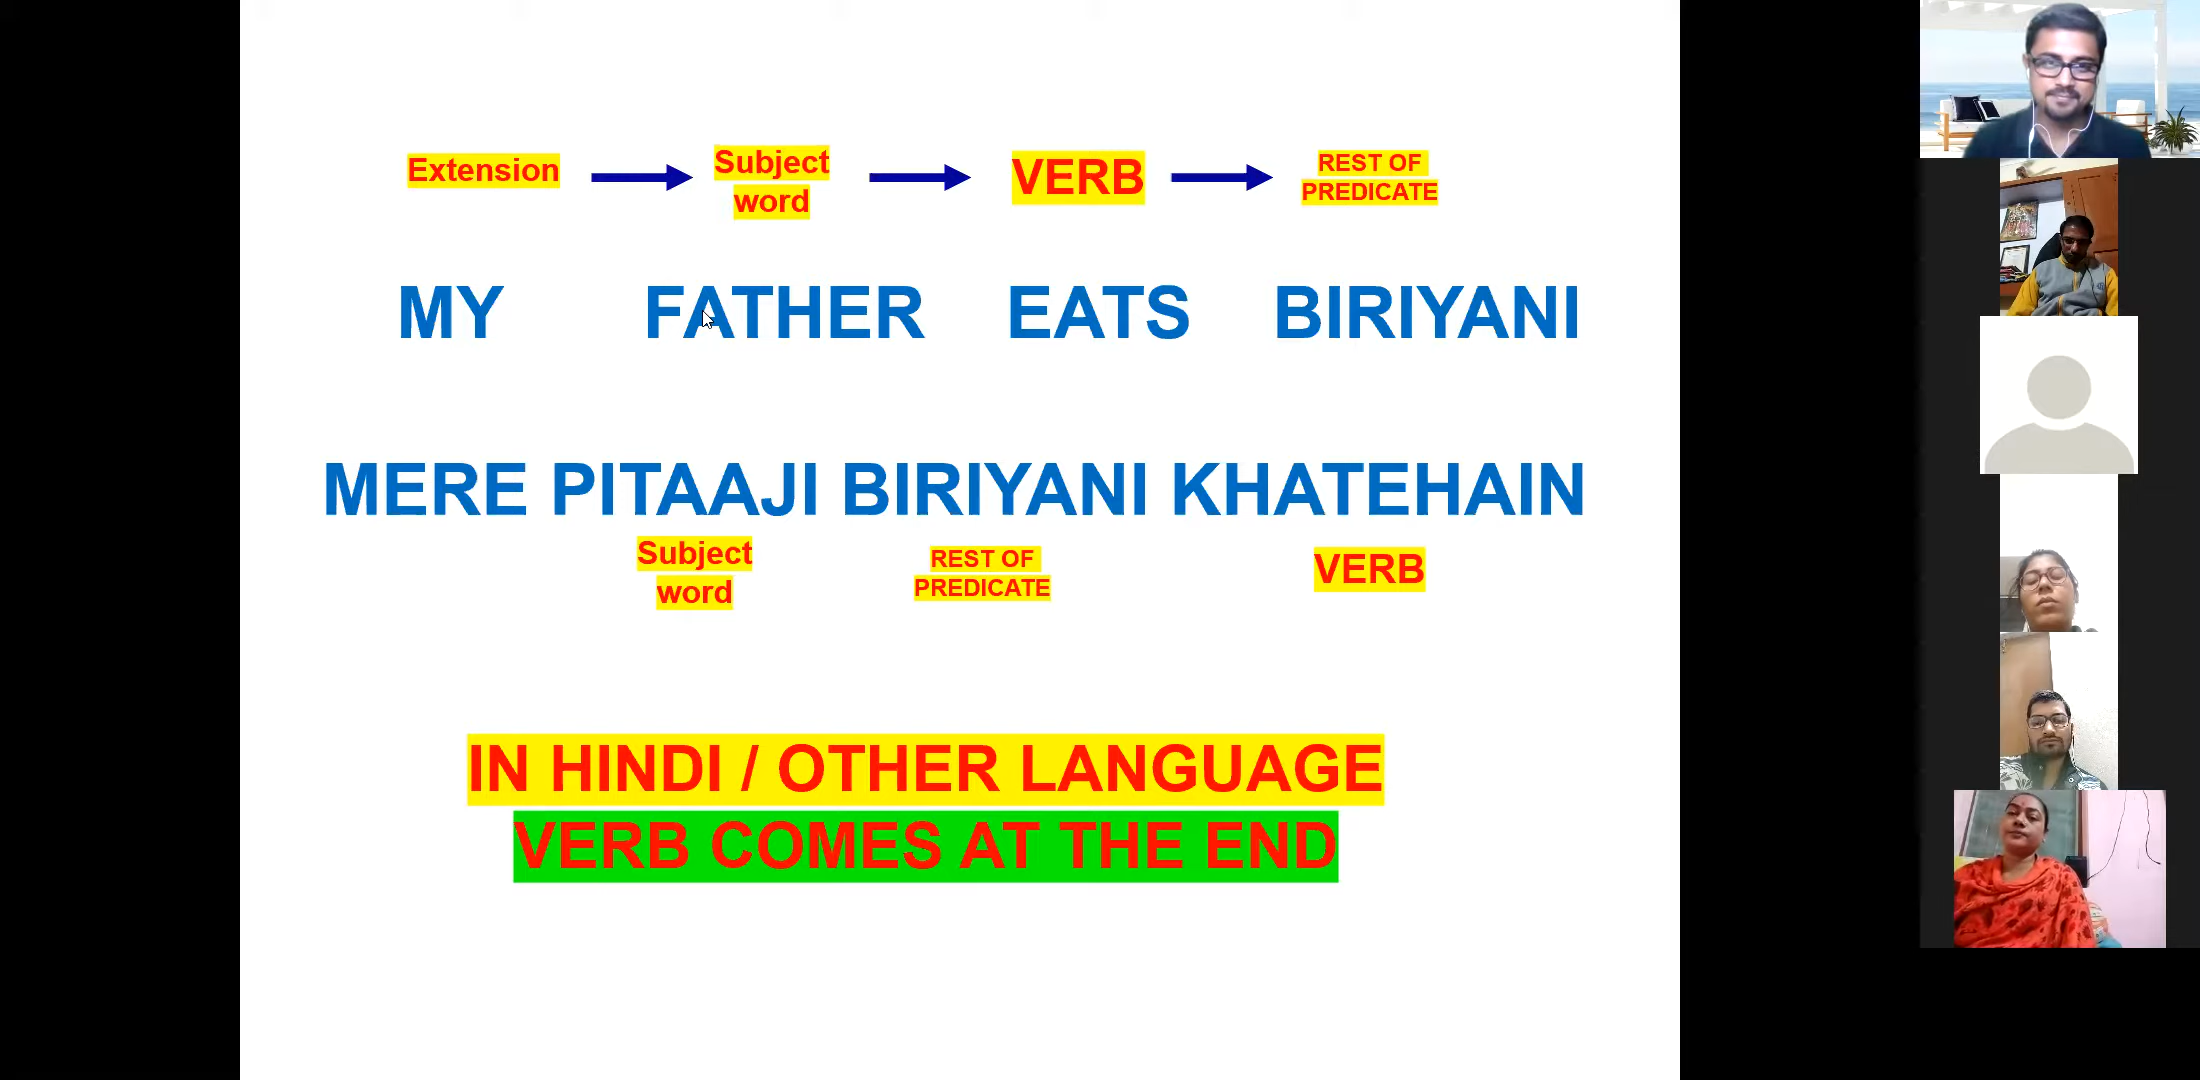 Extension
Subject
word
VERB
REST OF
PREDICATE
MY FATHER EATS BIRIYANI
MERE PITAAJI BIRIYANI KHATEHAIN
Subject
word
REST OF
PREDICATE
VERB
IN HINDI / OTHER LANGUAGE
VERB COMES AT THE END